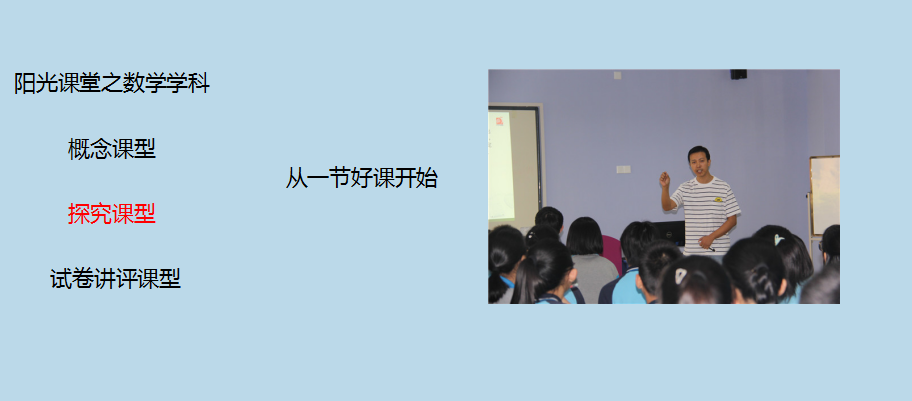 阳光课堂之数学学科
概念课型
从一节好课开始
探究课型
试卷讲评课型